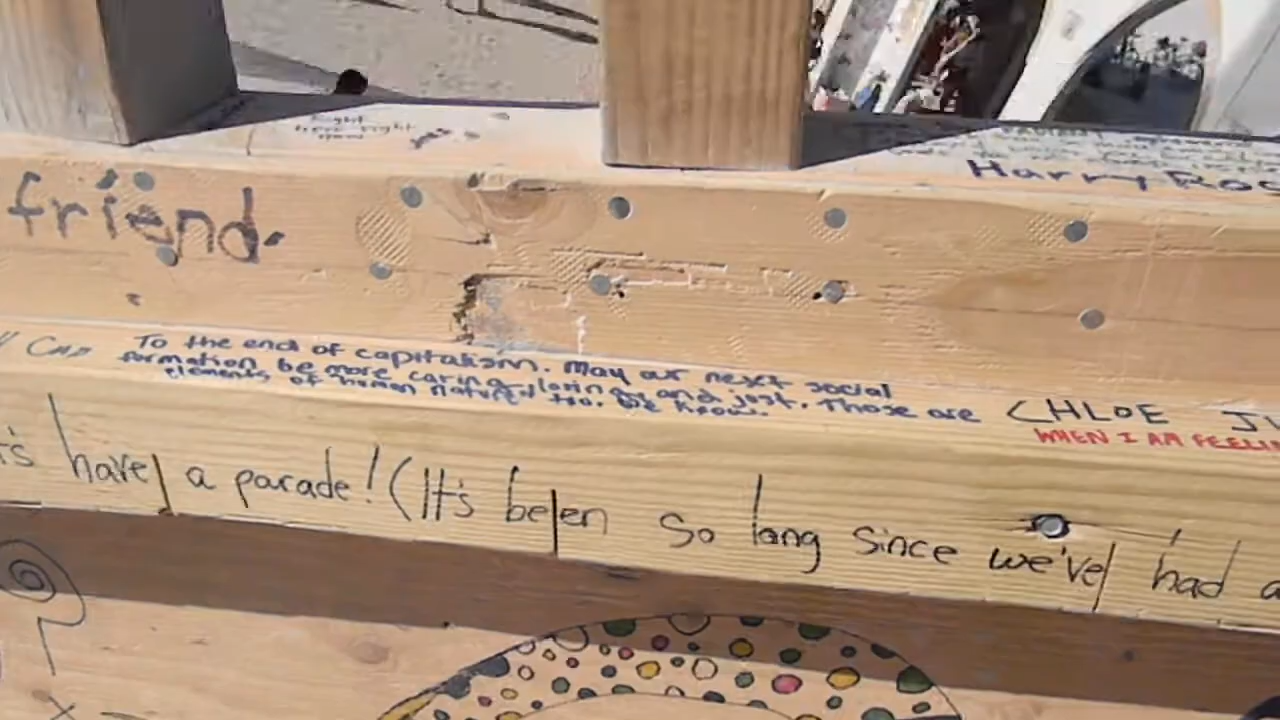 Harry Ros
friend.
To the end of capitalism. May our next social
formation be more caring, loving, and just. Those are
elements of human nature, too. We know.
CHLOE
WHEN I AM FEELIN
t's have a parade! (It's been so long since we've had a